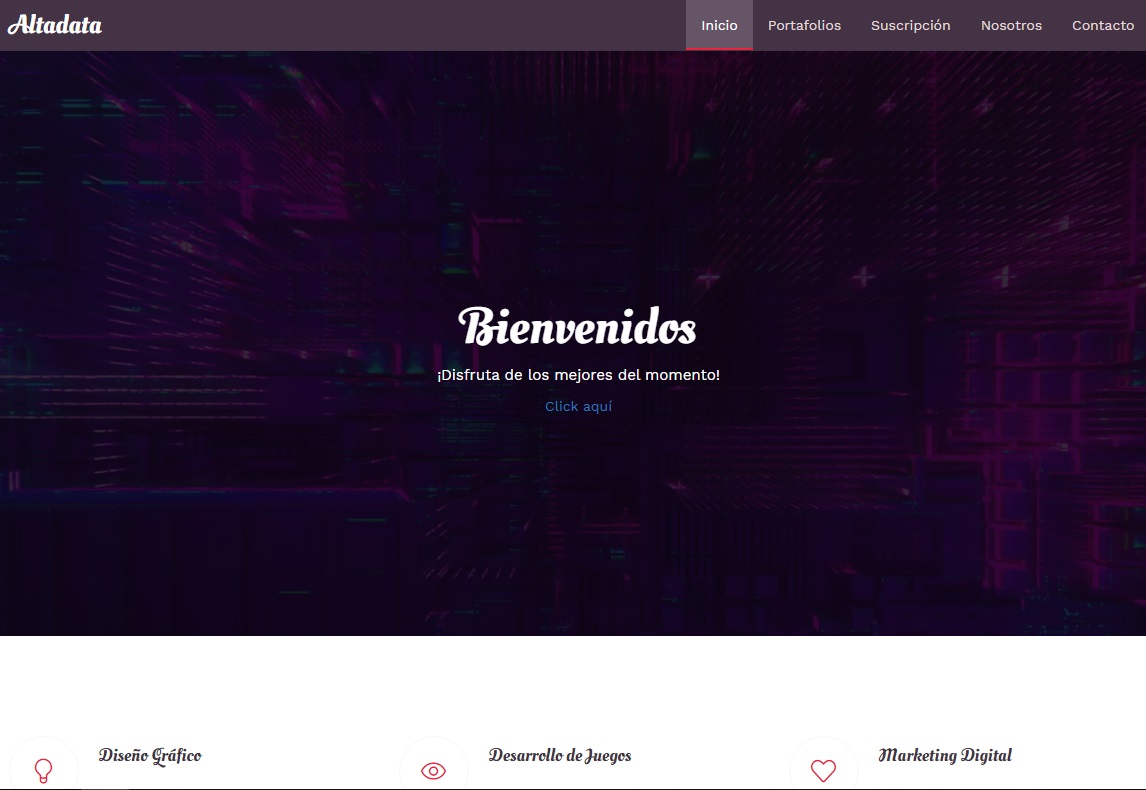 Altadata
Inicio Portafolios Suscripción Nosotros Contacto
Bienvenidos
¡Disfruta de los mejores del momento!
Click aquí
Diseño Gráfico
Desarrollo de Juegos
Marketing Digital